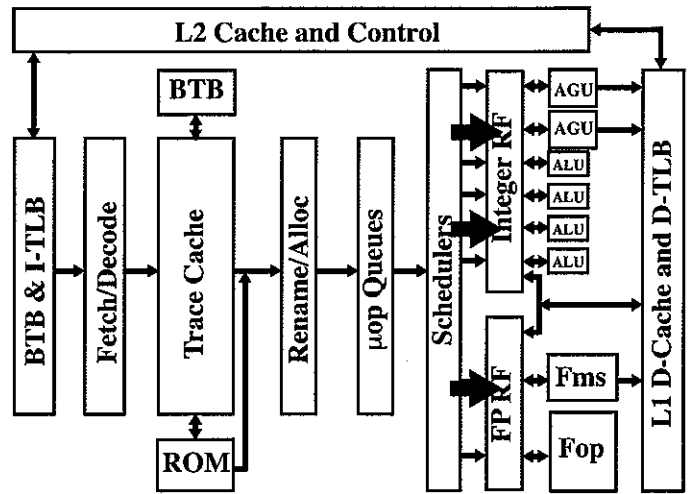 L2 Cache and Control
BTB
BTB & I-TLB
Fetch/Decode
Trace Cache
ROM
Rename/Alloc
µop Queues
Schedulers
Integer RF
FP RF
AGU
AGU
ALU
ALU
ALU
ALU
Fms
Fop
L1 D-Cache and D-TLB